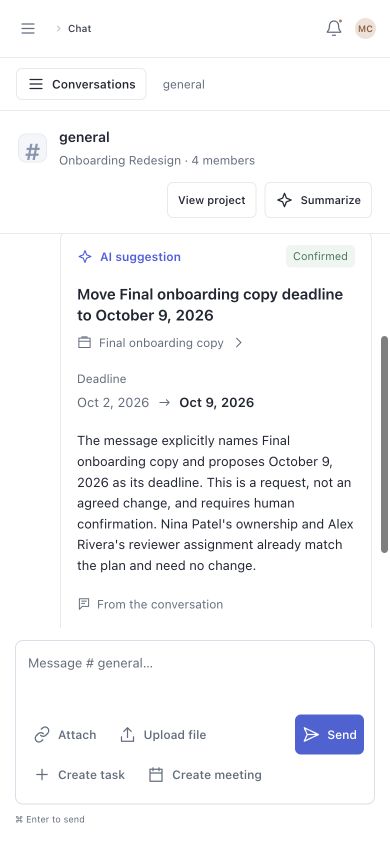 Chat
MC
Conversations
general
#
general
Onboarding Redesign · 4 members
View project
Summarize
AI suggestion
Confirmed
Move Final onboarding copy deadline
to October 9, 2026
Final onboarding copy
Deadline
Oct 2, 2026 → Oct 9, 2026
The message explicitly names Final
onboarding copy and proposes October 9,
2026 as its deadline. This is a request, not an
agreed change, and requires human
confirmation. Nina Patel's ownership and Alex
Rivera's reviewer assignment already match
the plan and need no change.
From the conversation
Message # general...
Attach
Upload file
Send
Create task
Create meeting
⌘ Enter to send